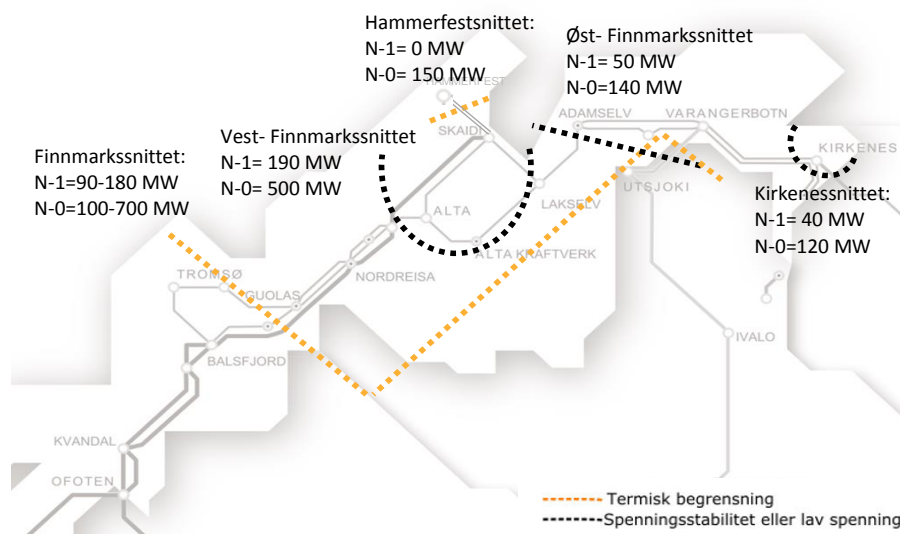 Hammerfestsnittet:
N-1= 0 MW
N-0= 150 MW
HAMMERFEST
Øst- Finnmarkssnittet
N-1= 50 MW
N-0=140 MW
ADAMSELV
VARANGERBOTN
SKAIDI
Vest- Finnmarkssnittet
N-1= 190 MW
N-0= 500 MW
Finnmarkssnittet:
N-1=90-180 MW
N-0=100-700 MW
KIRKENES
UTSJOKI
Kirkenessnittet:
N-1= 40 MW
N-0=120 MW
LAKSELV
ALTA
ALTA KRAFTVERK
NORDREISA
TROMSØ
GUOLAS
BALSFJORD
IVALO
KVANDAL
OFOTEN
Termisk begrensning
Spenningsstabilitet eller lav spenning